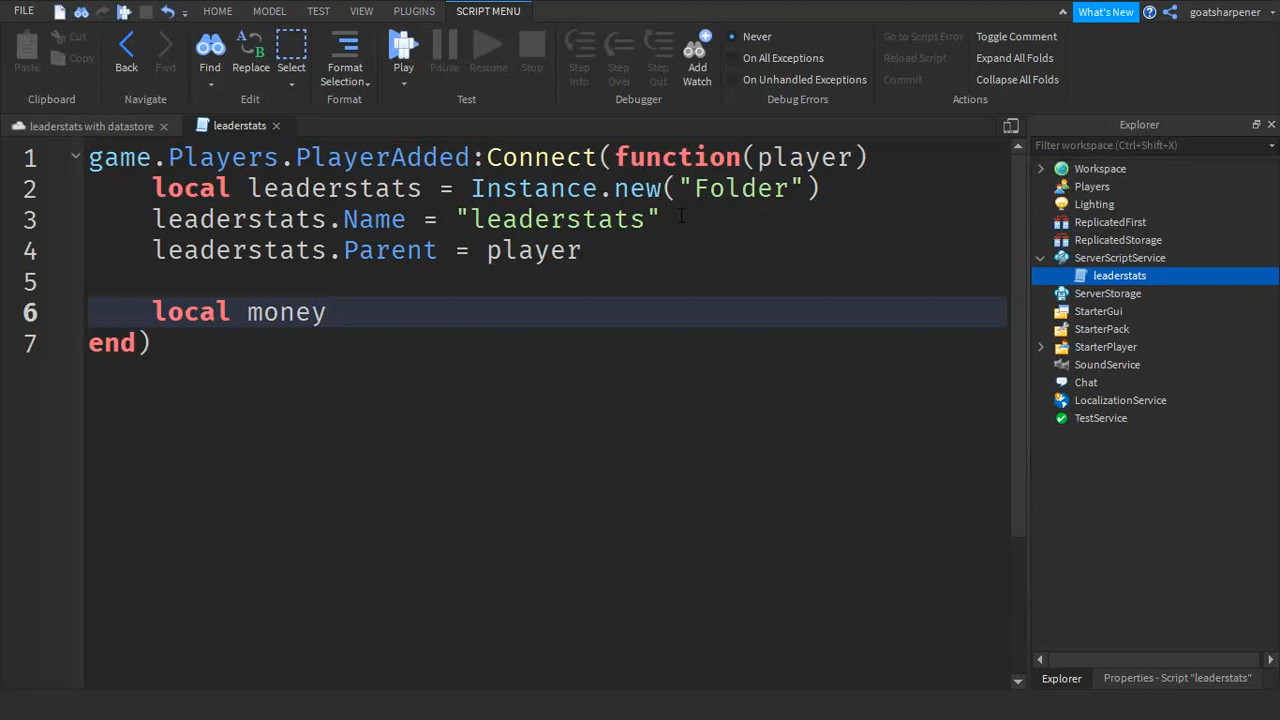 FILE HOME MODEL TEST VIEW PLUGINS SCRIPT MENU What's New goatsharpener
Paste Cut Copy Back Fwd Find Replace Select Format Selection Play Pause Resume Stop Step Into Step Over Step Out Add Watch Never On All Exceptions On Unhandled Exceptions Go to Script Error Reload Script Commit Toggle Comment Expand All Folds Collapse All Folds
Clipboard Navigate Edit Format Test Debugger Debug Errors Actions
leaderstats with datastore leaderstats
1 game.Players.PlayerAdded:Connect(function(player)
2 local leaderstats = Instance.new("Folder")
3 leaderstats.Name = "leaderstats"
4 leaderstats.Parent = player
5
6 local money
7 end)
Explorer
Filter workspace (Ctrl+Shift+X)
Workspace
Players
Lighting
ReplicatedFirst
ReplicatedStorage
ServerScriptService
leaderstats
ServerStorage
StarterGui
StarterPack
StarterPlayer
SoundService
Chat
LocalizationService
TestService
Explorer Properties - Script "leaderstats"